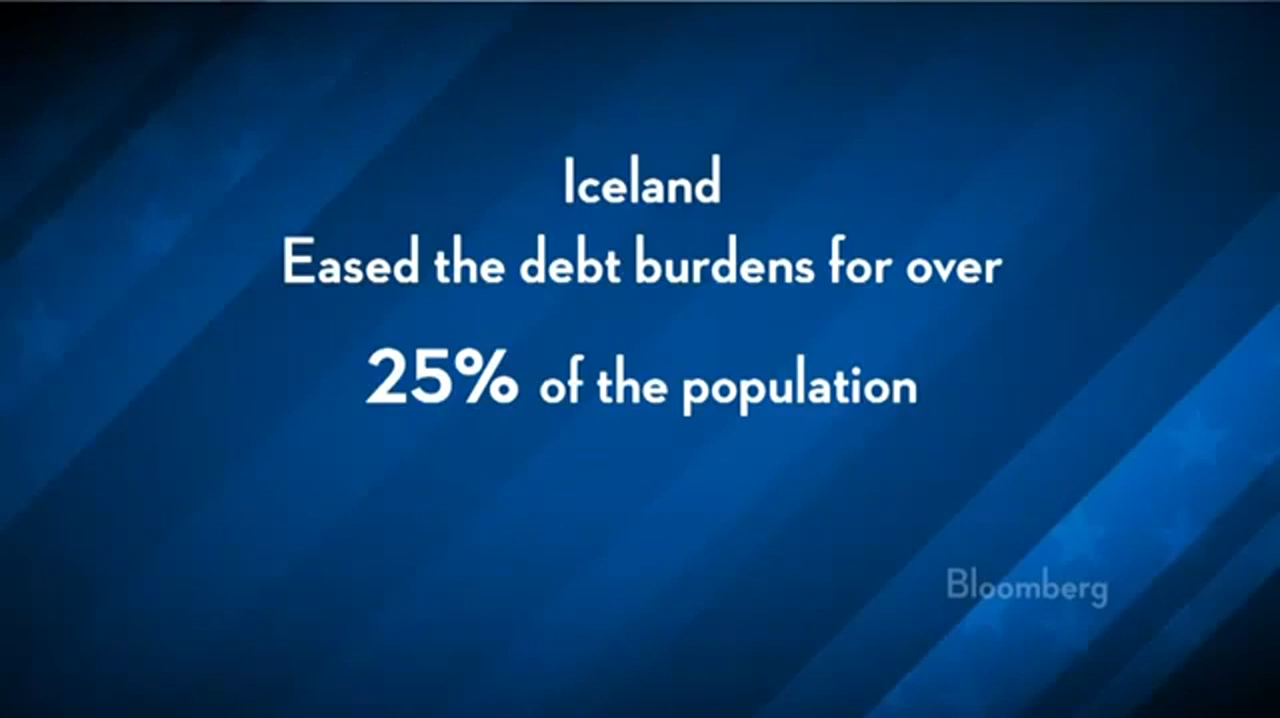 Iceland
Eased the debt burdens for over
25% of the population
Bloomberg